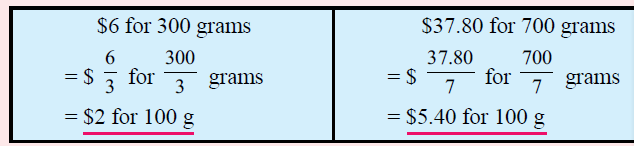 $6 for 300 grams
= $ 6/3 for 300/3 grams
= $2 for 100 g
$37.80 for 700 grams
= $ 37.80/7 for 700/7 grams
= $5.40 for 100 g